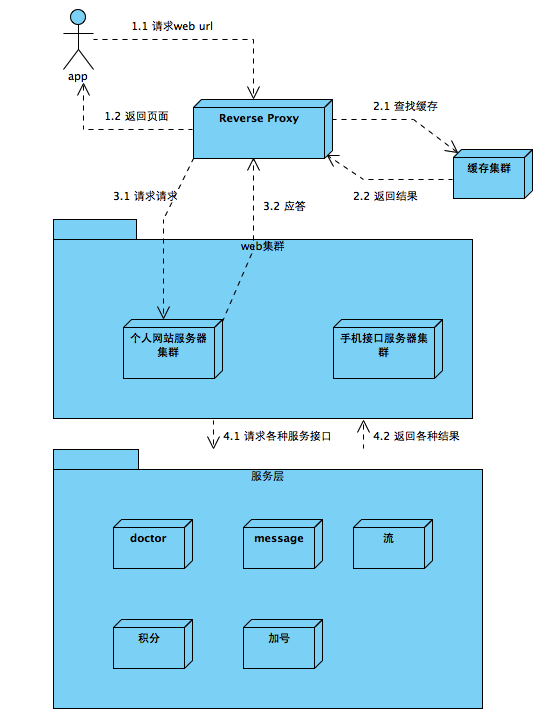 1.1 请求web url
app
1.2 返回页面
Reverse Proxy
2.1 查找缓存
缓存集群
2.2 返回结果
3.1 请求请求
3.2 应答
web集群
个人网站服务器
集群
手机接口服务器集
群
4.1 请求各种服务接口
4.2 返回各种结果
服务层
doctor
message
流
积分
加号